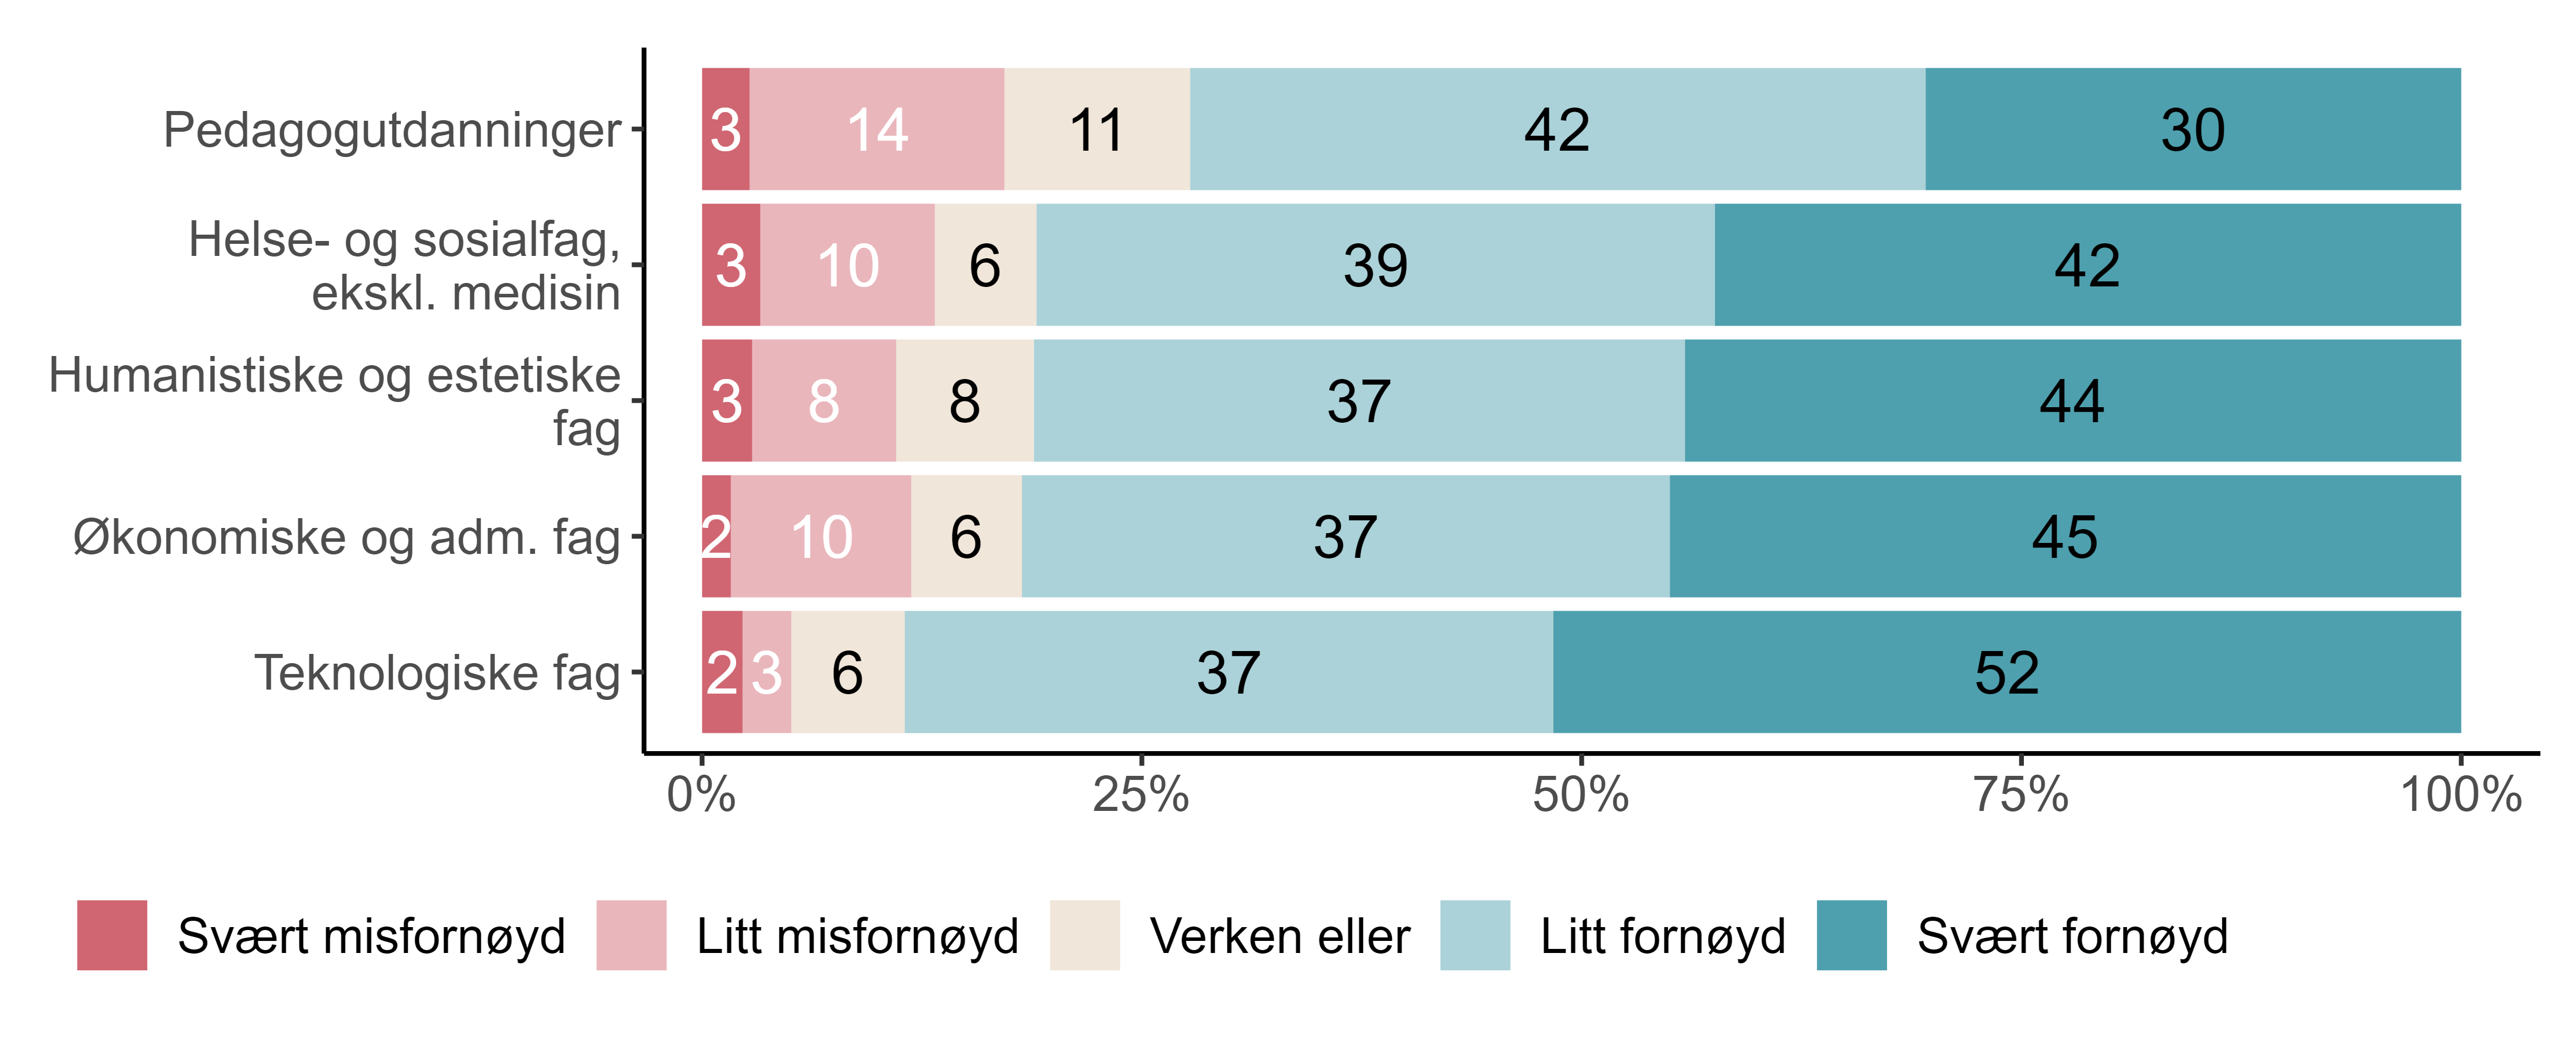 Pedagogutdanninger
3 14 11 42 30
Helse- og sosialfag,
ekskl. medisin
3 10 6 39 42
Humanistiske og estetiske
fag
3 8 8 37 44
Økonomiske og adm. fag
2 10 6 37 45
Teknologiske fag
2 3 6 37 52
0% 25% 50% 75% 100%
Svært misfornøyd Litt misfornøyd Verken eller Litt fornøyd Svært fornøyd